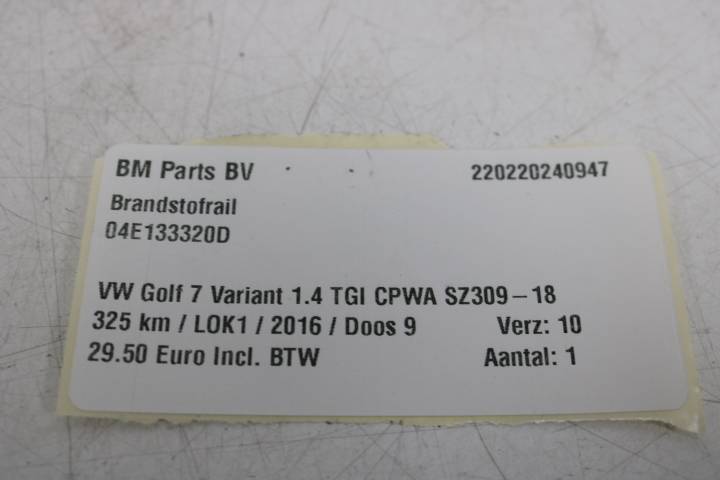 BM Parts BV 220220240947
Brandstofrail
04E133320D
VW Golf 7 Variant 1.4 TGI CPWA SZ309-18
325 km / LOK1 / 2016 / Doos 9 Verz: 10
29.50 Euro Incl. BTW Aantal: 1